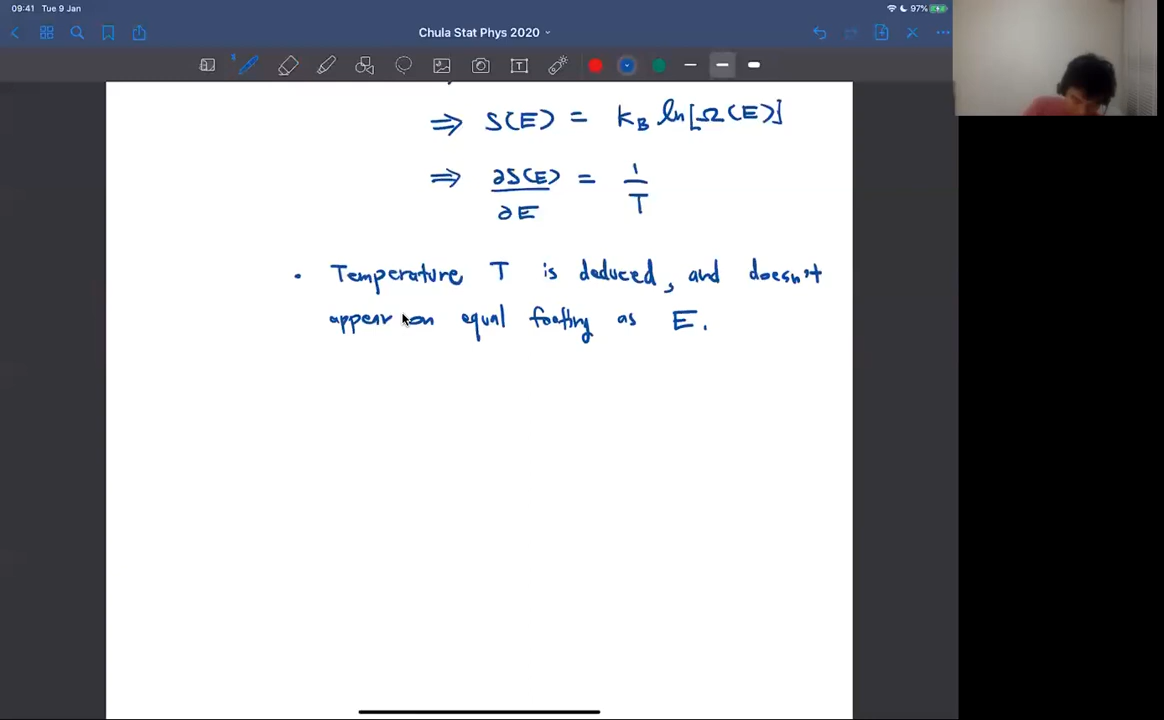 09:41 Tue 9 Jan
97%
Chula Stat Phys 2020
⇒ S(E) = k_B ln[Ω(E)]
⇒ ∂S(E)/∂E = 1/T
• Temperature T is deduced, and doesn't
appear on equal footing as E.